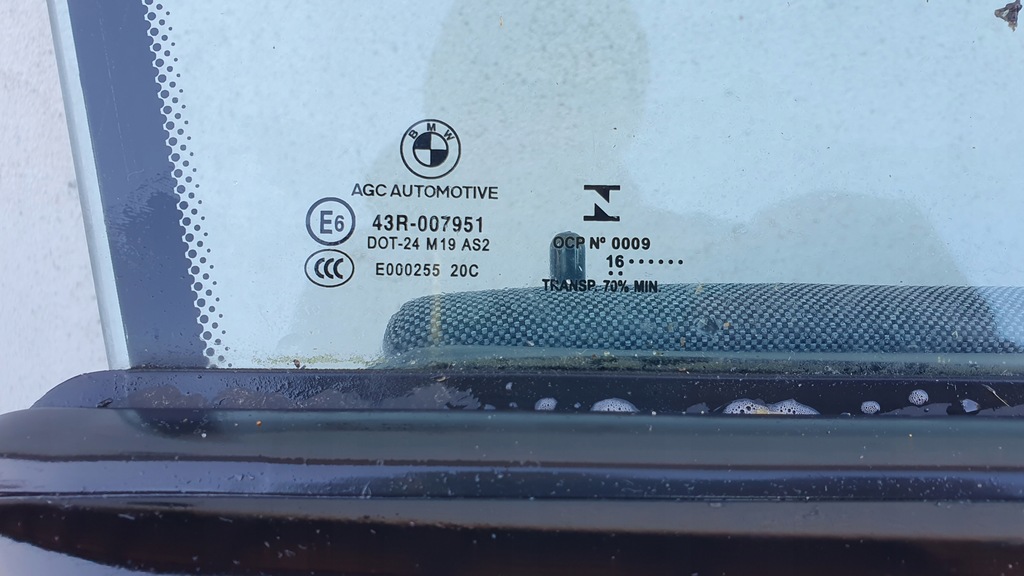 BMW
AGC AUTOMOTIVE
E6
43R-007951
DOT-24 M19 AS2
CCC
E000255 20C
N
OCP Nº 0009
16•••••• 
••
TRANSP. 70% MIN.